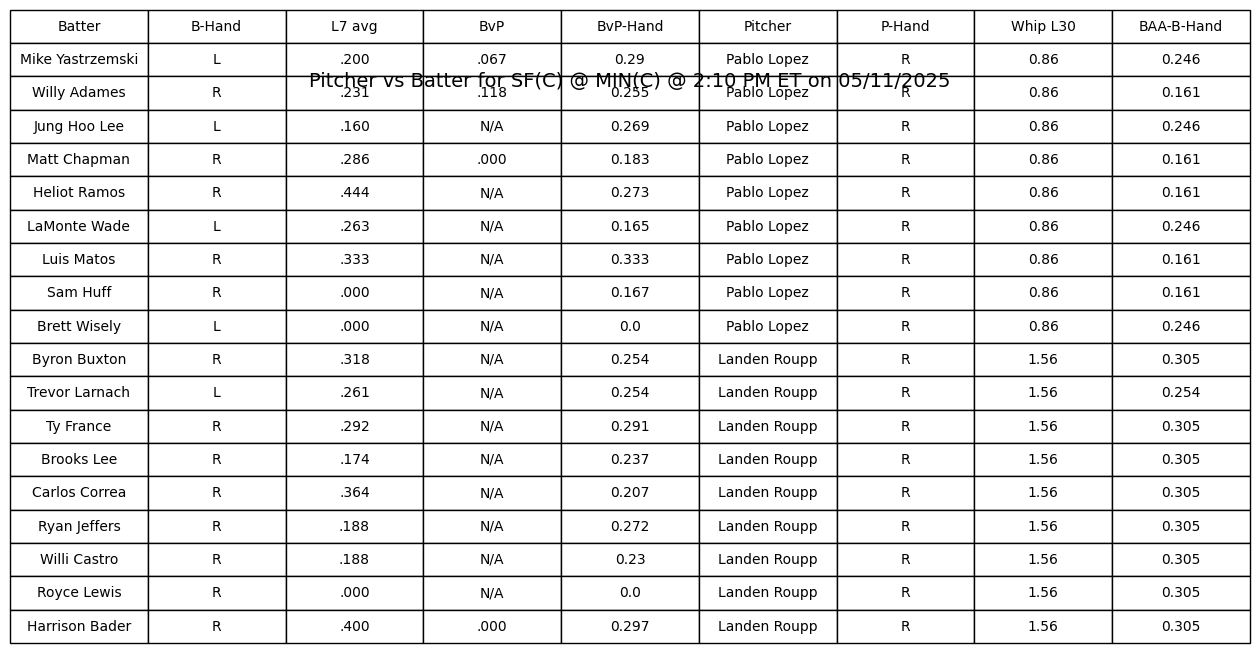 Batter B-Hand L7 avg BvP BvP-Hand Pitcher P-Hand Whip L30 BAA-B-Hand
Mike Yastrzemski L .200 .067 0.29 Pablo Lopez R 0.86 0.246
Pitcher vs Batter for SF(C) @ MIN(C) @ 2:10 PM ET on 05/11/2025
Willy Adames R .231 .118 0.255 Pablo Lopez R 0.86 0.161
Jung Hoo Lee L .160 N/A 0.269 Pablo Lopez R 0.86 0.246
Matt Chapman R .286 .000 0.183 Pablo Lopez R 0.86 0.161
Heliot Ramos R .444 N/A 0.273 Pablo Lopez R 0.86 0.161
LaMonte Wade L .263 N/A 0.165 Pablo Lopez R 0.86 0.246
Luis Matos R .333 N/A 0.333 Pablo Lopez R 0.86 0.161
Sam Huff R .000 N/A 0.167 Pablo Lopez R 0.86 0.161
Brett Wisely L .000 N/A 0.0 Pablo Lopez R 0.86 0.246
Byron Buxton R .318 N/A 0.254 Landen Roupp R 1.56 0.305
Trevor Larnach L .261 N/A 0.254 Landen Roupp R 1.56 0.254
Ty France R .292 N/A 0.291 Landen Roupp R 1.56 0.305
Brooks Lee R .174 N/A 0.237 Landen Roupp R 1.56 0.305
Carlos Correa R .364 N/A 0.207 Landen Roupp R 1.56 0.305
Ryan Jeffers R .188 N/A 0.272 Landen Roupp R 1.56 0.305
Willi Castro R .188 N/A 0.23 Landen Roupp R 1.56 0.305
Royce Lewis R .000 N/A 0.0 Landen Roupp R 1.56 0.305
Harrison Bader R .400 .000 0.297 Landen Roupp R 1.56 0.305